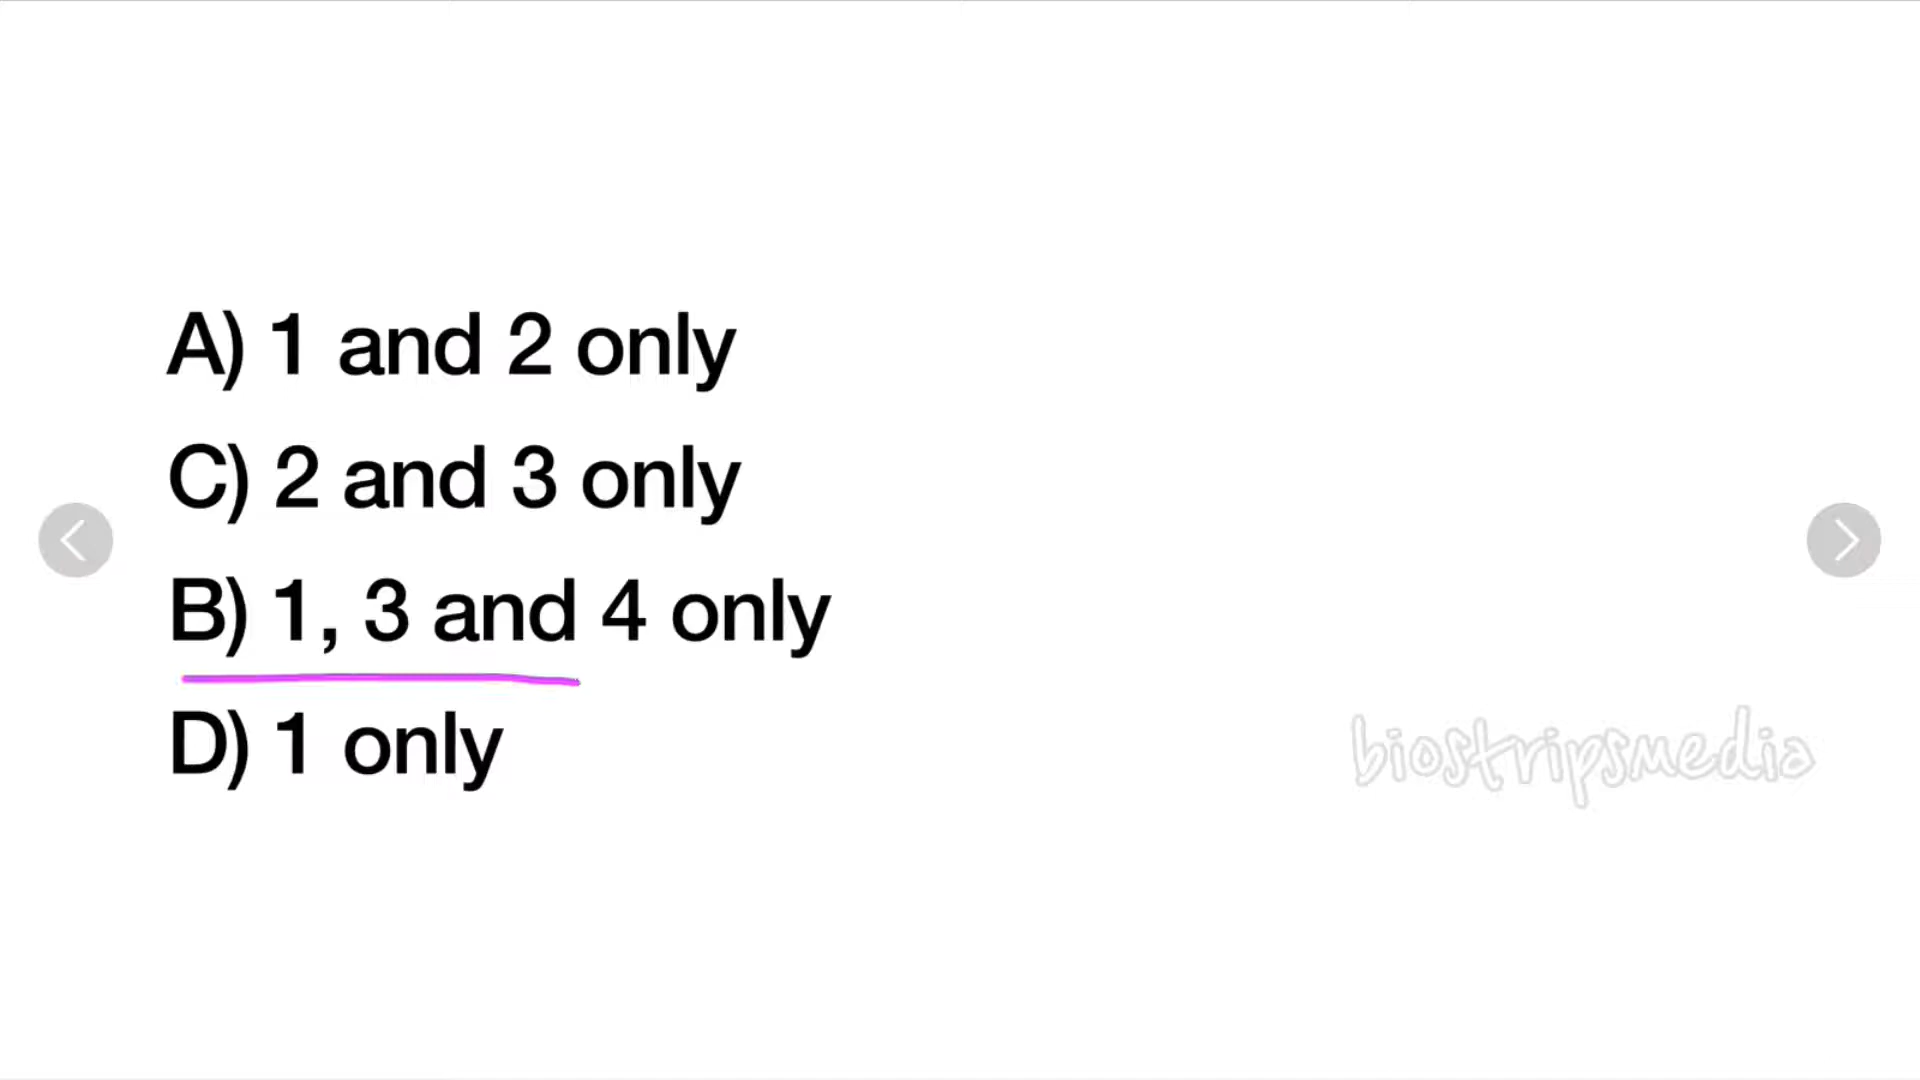 A) 1 and 2 only
C) 2 and 3 only
B) 1, 3 and 4 only
D) 1 only
biostripsmedia